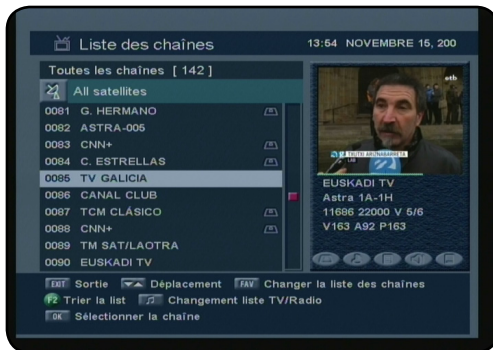 Liste des chaînes
13:54 NOVEMBRE 15, 200
Toutes les chaînes [ 142 ]
All satellites
0081 G. HERMANO
0082 ASTRA-005
0083 CNN+
0084 C. ESTRELLAS
0085 TV GALICIA
0086 CANAL CLUB
0087 TCM CLÁSICO
0088 CNN+
0089 TM SAT/LAOTRA
0090 EUSKADI TV
etb
LAB
EUSKADI TV
Astra 1A-1H
11686 22000 V 5/6
V163 A92 P163
EXIT Sortie Déplacement FAV Changer la liste des chaînes
F2 Trier la list Changement liste TV/Radio
OK Sélectionner la chaîne